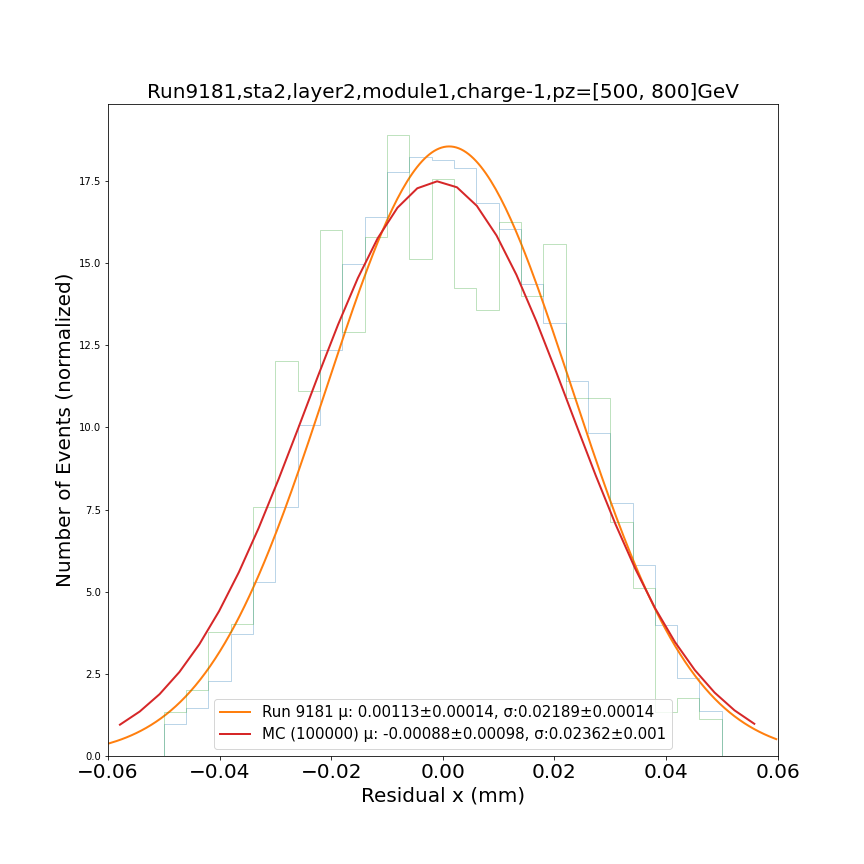 Run9181,sta2,layer2,module1,charge-1,pz=[500, 800]GeV
Number of Events (normalized)
17.5
15.0
12.5
10.0
7.5
5.0
2.5
0.0
Run 9181 μ: 0.00113±0.00014, σ:0.02189±0.00014
MC (100000) μ: -0.00088±0.00098, σ:0.02362±0.001
−0.06 −0.04 −0.02 0.00 0.02 0.04 0.06
Residual x (mm)